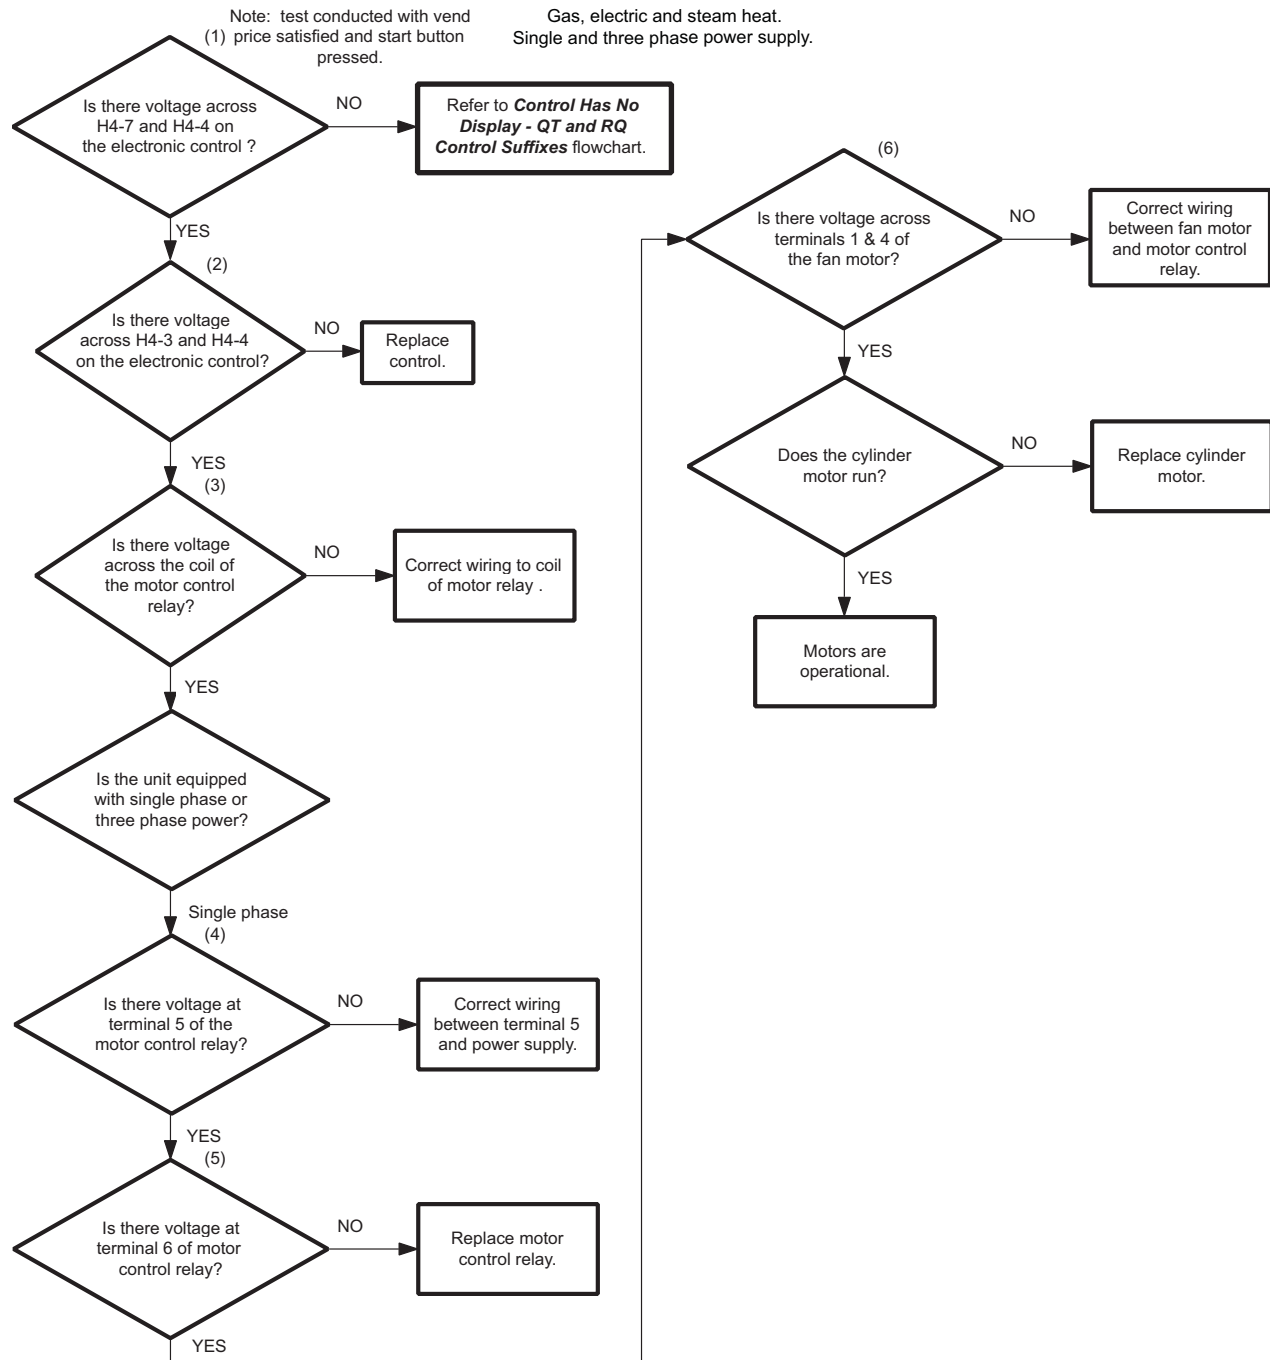 Note: test conducted with vend
(1) price satisfied and start button
pressed.
Gas, electric and steam heat.
Single and three phase power supply.
Is there voltage across
H4-7 and H4-4 on
the electronic control ?
NO
Refer to Control Has No
Display - QT and RQ
Control Suffixes flowchart.
YES
(2)
Is there voltage
across H4-3 and H4-4
on the electronic control?
NO
Replace
control.
YES
(3)
Is there voltage
across the coil of
the motor control
relay?
NO
Correct wiring to coil
of motor relay .
YES
Is the unit equipped
with single phase or
three phase power?
Single phase
(4)
Is there voltage at
terminal 5 of the
motor control relay?
NO
Correct wiring
between terminal 5
and power supply.
YES
(5)
Is there voltage at
terminal 6 of motor
control relay?
NO
Replace motor
control relay.
YES
(6)
Is there voltage across
terminals 1 & 4 of
the fan motor?
NO
Correct wiring
between fan motor
and motor control
relay.
YES
Does the cylinder
motor run?
NO
Replace cylinder
motor.
YES
Motors are
operational.